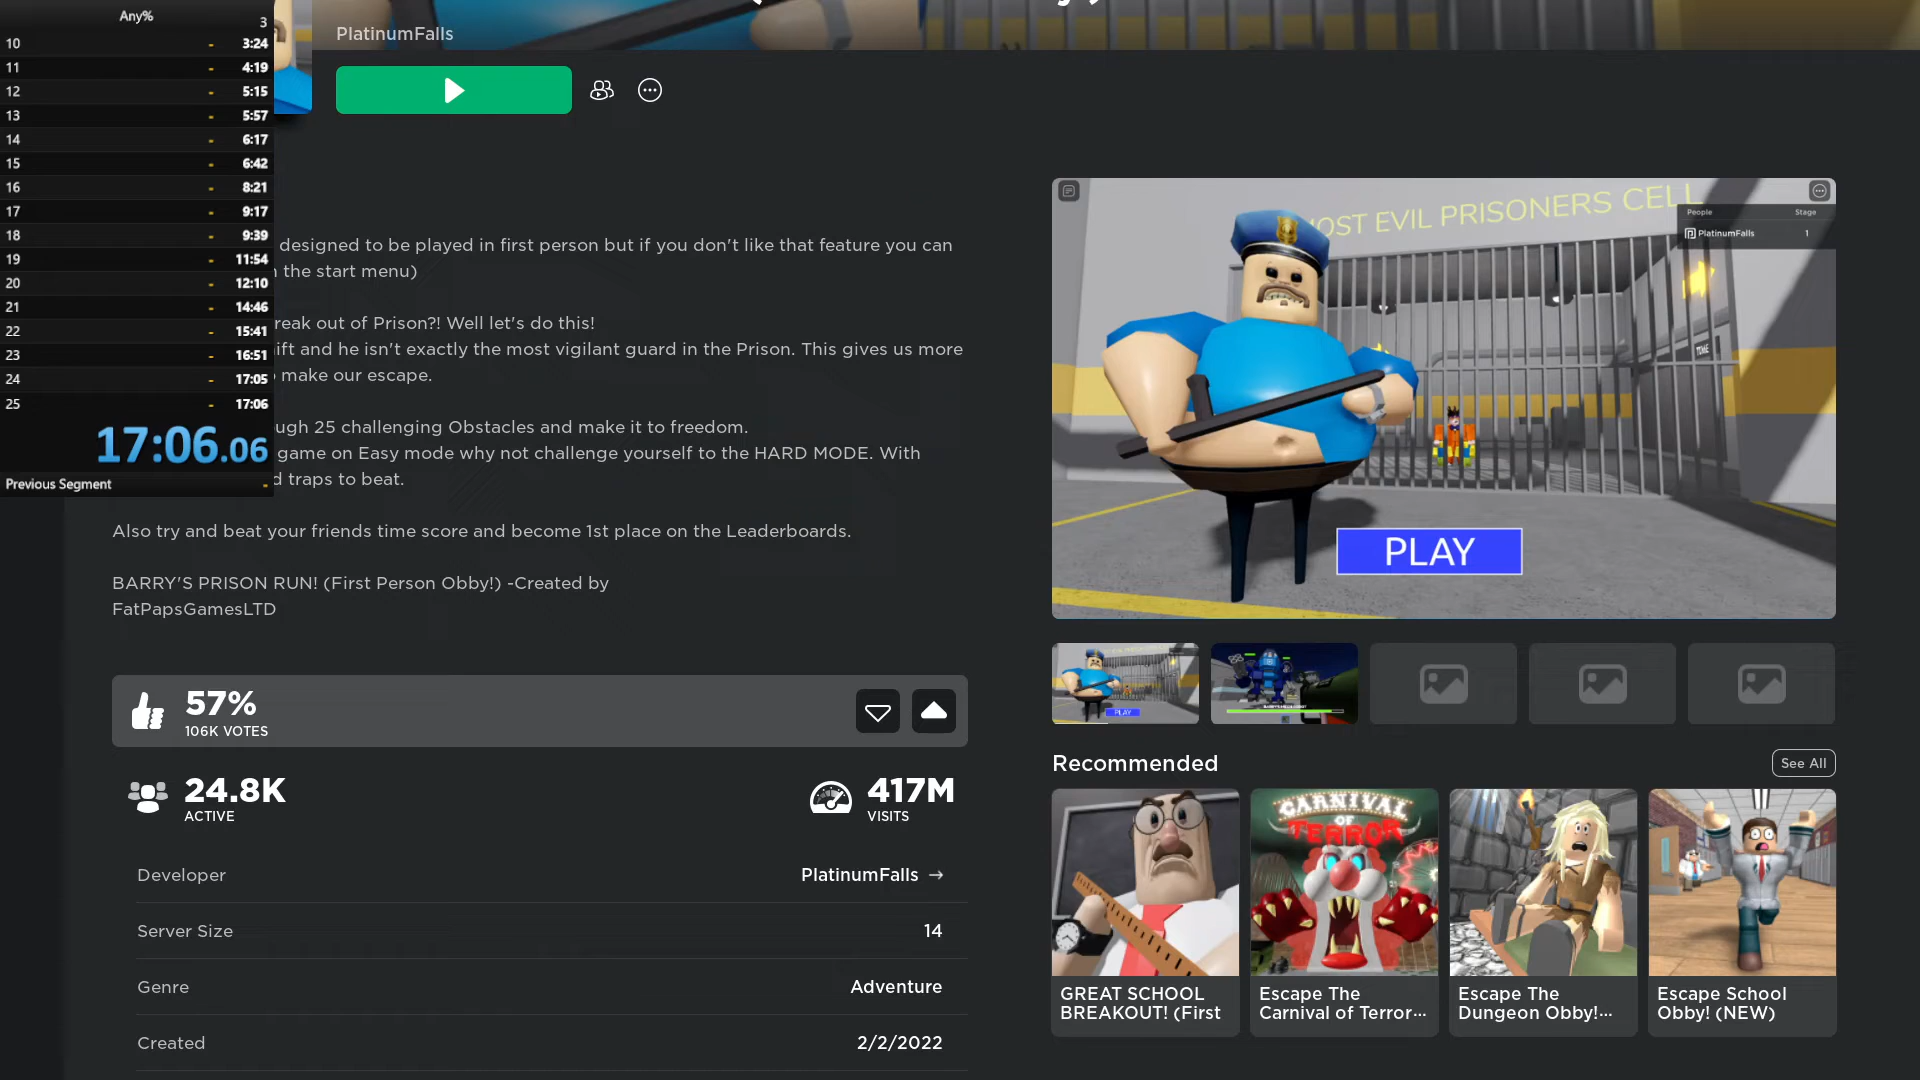 Any%
3
10 - 3:24
11 - 4:19
12 - 5:15
13 - 5:57
14 - 6:17
15 - 6:42
16 - 8:21
17 - 9:17
18 - 9:39
19 - 11:54
20 - 12:10
21 - 14:46
22 - 15:41
23 - 16:51
24 - 17:05
25 - 17:06
17:06.06
Previous Segment -
PlatinumFalls
designed to be played in first person but if you don't like that feature you can
the start menu)
reak out of Prison?! Well let's do this!
ift and he isn't exactly the most vigilant guard in the Prison. This gives us more
make our escape.
ugh 25 challenging Obstacles and make it to freedom.
game on Easy mode why not challenge yourself to the HARD MODE. With
d traps to beat.
Also try and beat your friends time score and become 1st place on the Leaderboards.
BARRY'S PRISON RUN! (First Person Obby!) -Created by
FatPapsGamesLTD
57%
106K VOTES
24.8K
ACTIVE
417M
VISITS
Developer PlatinumFalls →
Server Size 14
Genre Adventure
Created 2/2/2022
MOST EVIL PRISONERS CELL
People Stage
PlatinumFalls 1
PLAY
PLAY
Recommended
See All
CARNIVAL
OF
TERROR
GREAT SCHOOL
BREAKOUT! (First
Escape The
Carnival of Terror...
Escape The
Dungeon Obby!...
Escape School
Obby! (NEW)